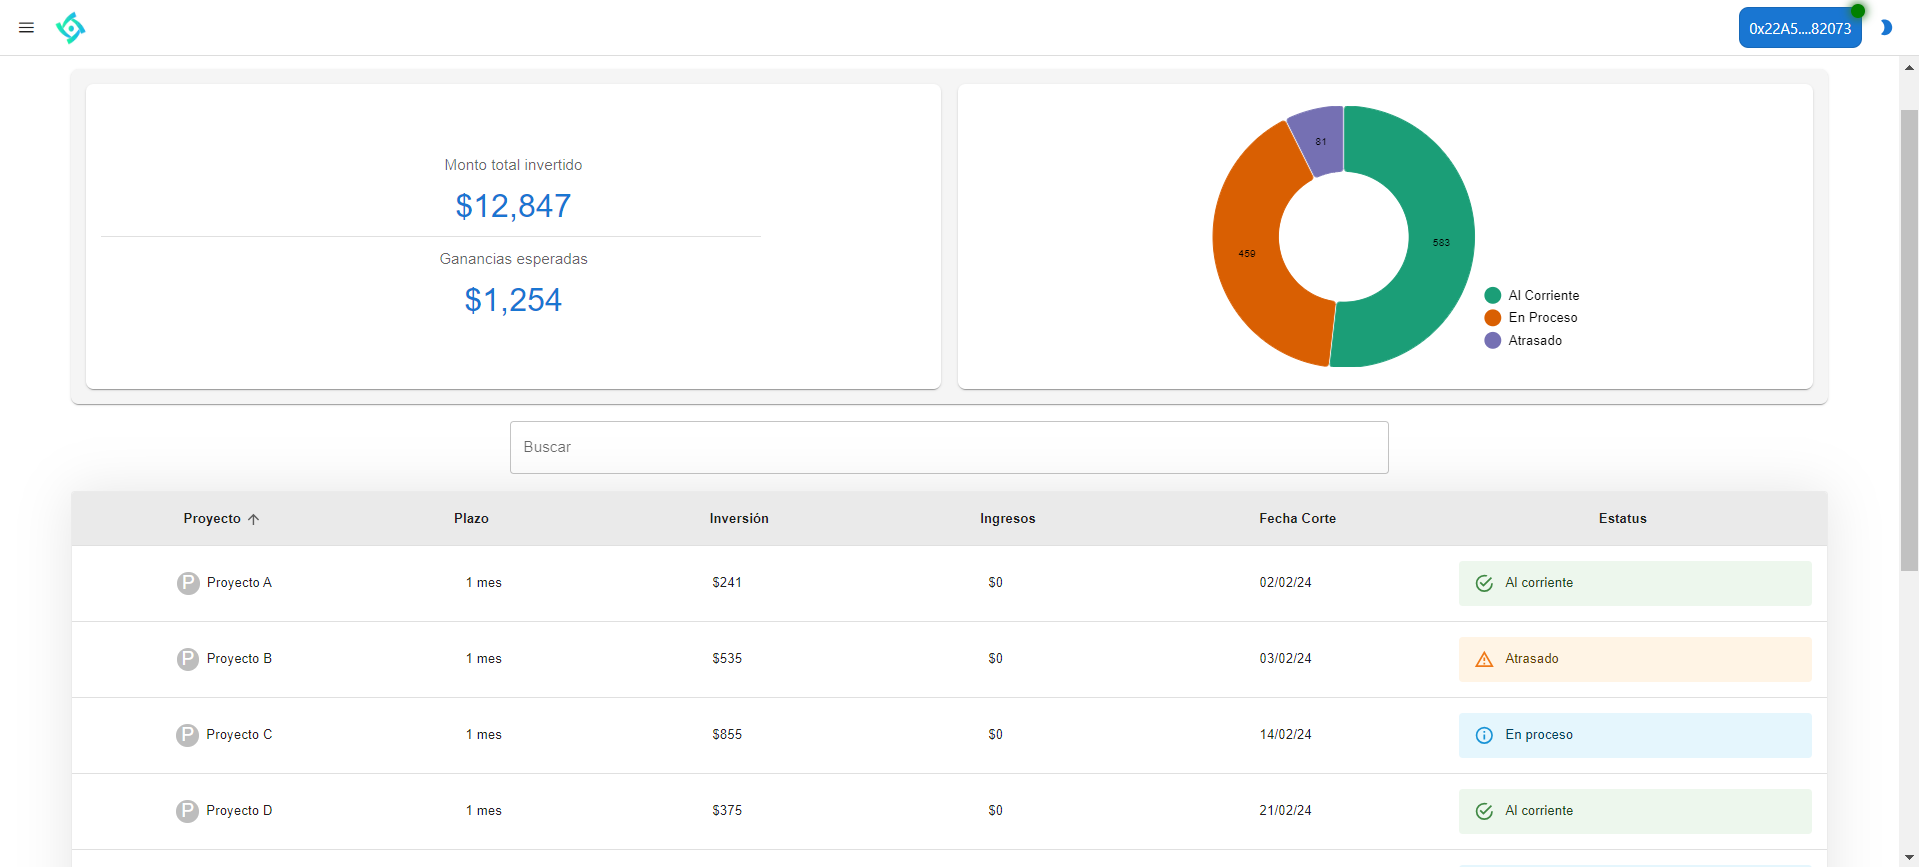 0x22A5....82073
Monto total invertido
$12,847
Ganancias esperadas
$1,254
81
459
583
Al Corriente
En Proceso
Atrasado
Buscar
Proyecto Plazo Inversión Ingresos Fecha Corte Estatus
P Proyecto A 1 mes $241 $0 02/02/24 Al corriente
P Proyecto B 1 mes $535 $0 03/02/24 Atrasado
P Proyecto C 1 mes $855 $0 14/02/24 En proceso
P Proyecto D 1 mes $375 $0 21/02/24 Al corriente